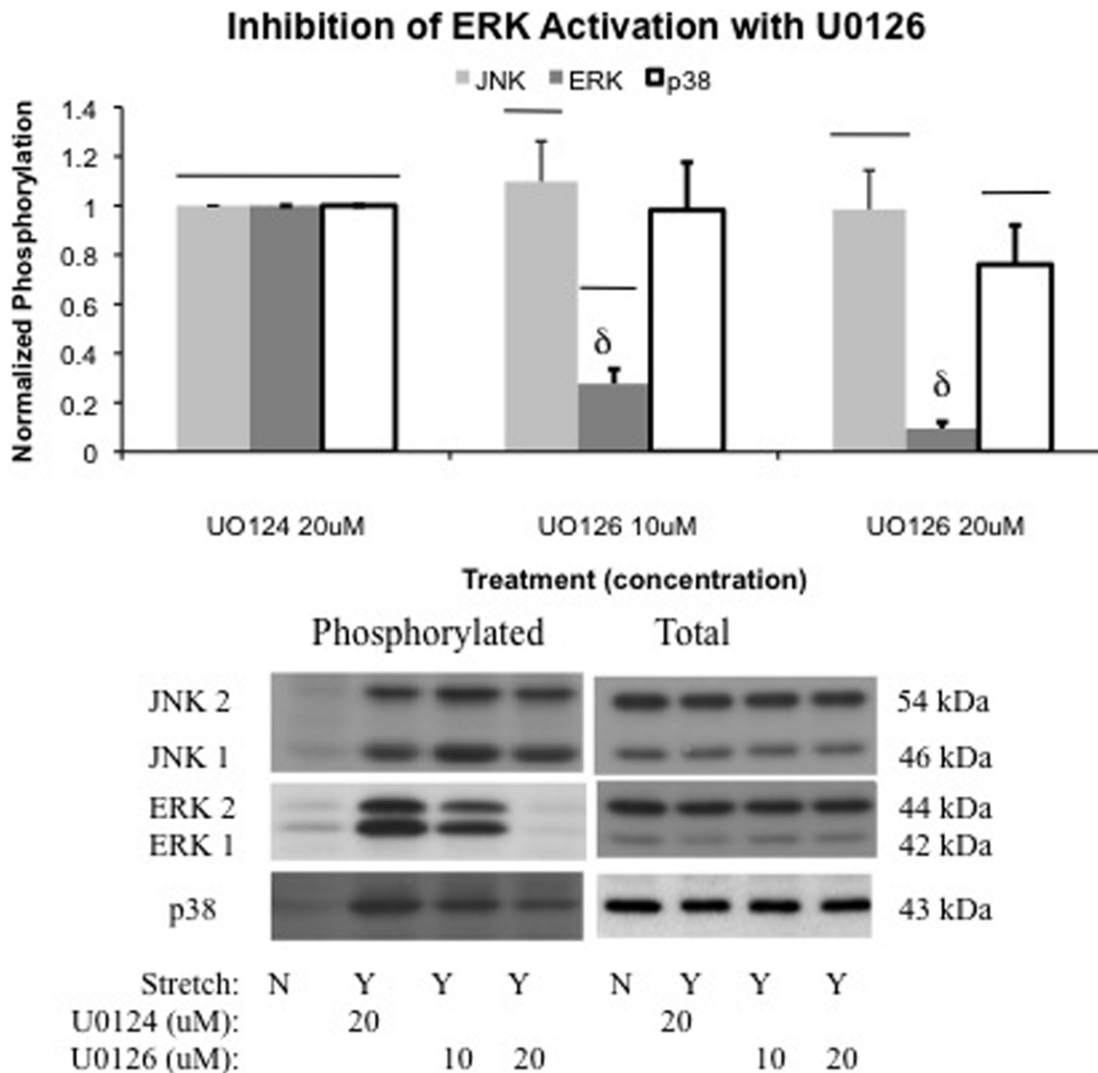 Inhibition of ERK Activation with U0126
JNK ERK p38
Normalized Phosphorylation
1.4
1.2
1
0.8
0.6
0.4
0.2
0
δ
δ
UO124 20uM UO126 10uM UO126 20uM
Treatment (concentration)
Phosphorylated Total
JNK 2 54 kDa
JNK 1 46 kDa
ERK 2 44 kDa
ERK 1 42 kDa
p38 43 kDa
Stretch: N Y Y Y N Y Y Y
U0124 (uM): 20 20
U0126 (uM): 10 20 10 20